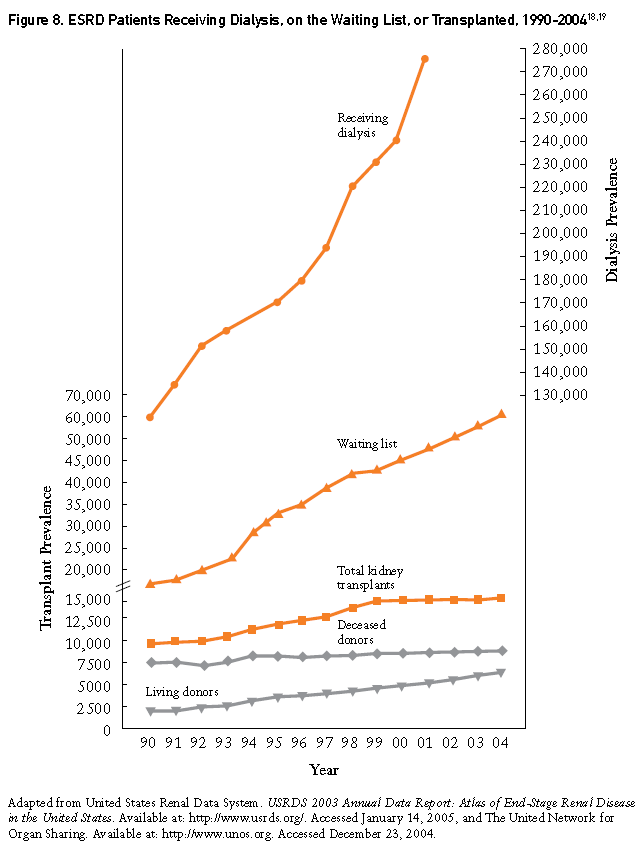 Figure 8. ESRD Patients Receiving Dialysis, on the Waiting List, or Transplanted, 1990-2004¹⁸,¹⁹
280,000
270,000
260,000
250,000
240,000
230,000
220,000
210,000
200,000
190,000
180,000
170,000
160,000
150,000
140,000
130,000
Dialysis Prevalence
Receiving
dialysis
70,000
60,000
50,000
45,000
40,000
35,000
30,000
25,000
20,000
15,000
12,500
10,000
7500
5000
2500
0
Transplant Prevalence
Waiting list
Total kidney
transplants
Deceased
donors
Living donors
90 91 92 93 94 95 96 97 98 99 00 01 02 03 04
Year
Adapted from United States Renal Data System. USRDS 2003 Annual Data Report: Atlas of End-Stage Renal Disease
in the United States. Available at: http://www.usrds.org/. Accessed January 14, 2005, and The United Network for
Organ Sharing. Available at: http://www.unos.org. Accessed December 23, 2004.